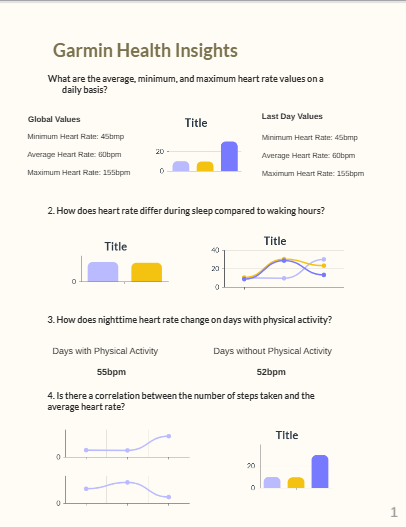 Garmin Health Insights
What are the average, minimum, and maximum heart rate values on a
daily basis?
Global Values
Minimum Heart Rate: 45bmp
Average Heart Rate: 60bpm
Maximum Heart Rate: 155bpm
Title
20
0
Last Day Values
Minimum Heart Rate: 45bmp
Average Heart Rate: 60bpm
Maximum Heart Rate: 155bpm
2. How does heart rate differ during sleep compared to waking hours?
Title
0
Title
40
20
0
3. How does nighttime heart rate change on days with physical activity?
Days with Physical Activity
55bpm
Days without Physical Activity
52bpm
4. Is there a correlation between the number of steps taken and the
average heart rate?
0
0
Title
20
0
1